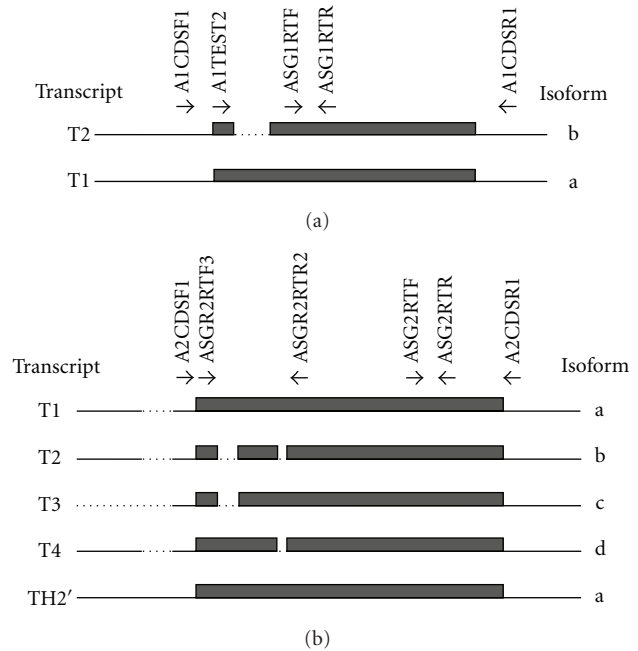 A1CDSF1
A1TEST2
ASG1RTF
ASG1RTR
A1CDSR1
Transcript
Isoform
T2
b
T1
a
(a)
A2CDSF1
ASGR2RTF3
ASGR2RTR2
ASG2RTF
ASG2RTR
A2CDSR1
Transcript
Isoform
T1
a
T2
b
T3
c
T4
d
TH2′
a
(b)